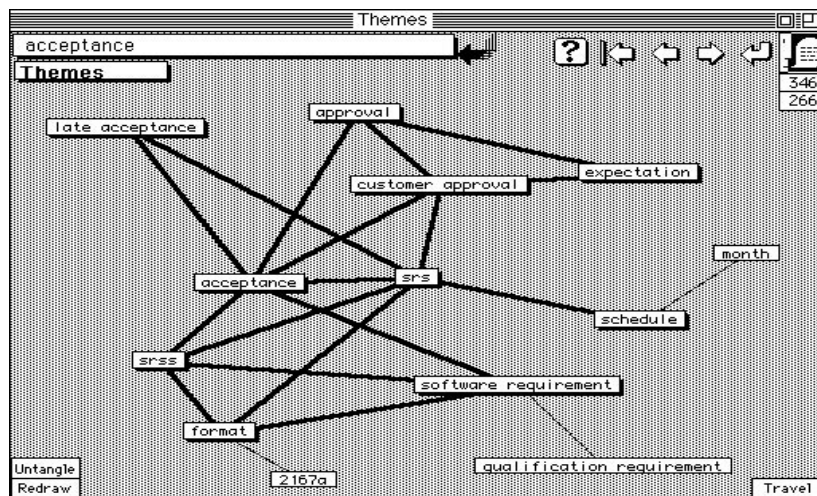 Themes
acceptance
?
Themes
346
266
approval
late acceptance
expectation
customer approval
month
acceptance
srs
schedule
srss
software requirement
format
qualification requirement
2167a
Untangle
Redraw
Travel